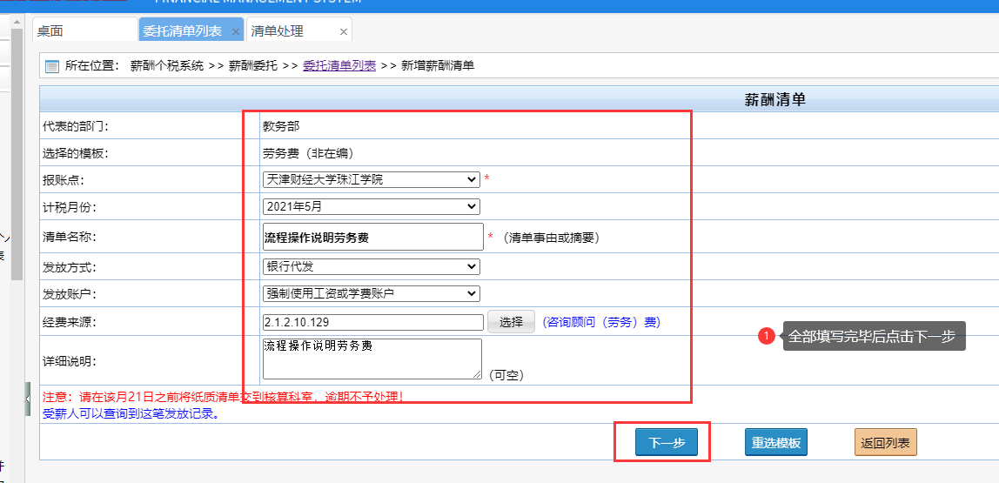 FINANCIAL MANAGEMENT SYSTEM
桌面
委托清单列表 ×
清单处理 ×
所在位置： 薪酬个税系统 >> 薪酬委托 >> 委托清单列表 >> 新增薪酬清单
薪酬清单
代表的部门： 教务部
选择的模板： 劳务费（非在编）
报账点： 天津财经大学珠江学院 *
计税月份： 2021年5月
清单名称： 流程操作说明劳务费 * （清单事由或摘要）
发放方式： 银行代发
发放账户： 强制使用工资或学费账户
经费来源： 2.1.2.10.129 选择 （咨询顾问（劳务）费）
1 全部填写完毕后点击下一步
详细说明： 流程操作说明劳务费 （可空）
注意：请在该月21日之前将纸质清单交到核算科室，逾期不予处理！
受薪人可以查询到这笔发放记录。
下一步 重选模板 返回列表